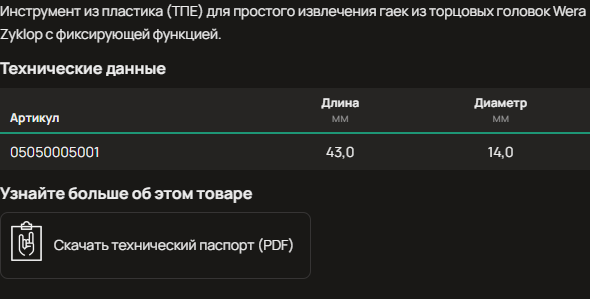 Инструмент из пластика (ТПЕ) для простого извлечения гаек из торцовых головок Wera
Zyklop с фиксирующей функцией.
Технические данные
Артикул Длина мм Диаметр мм
05050005001 43,0 14,0
Узнайте больше об этом товаре
Скачать технический паспорт (PDF)